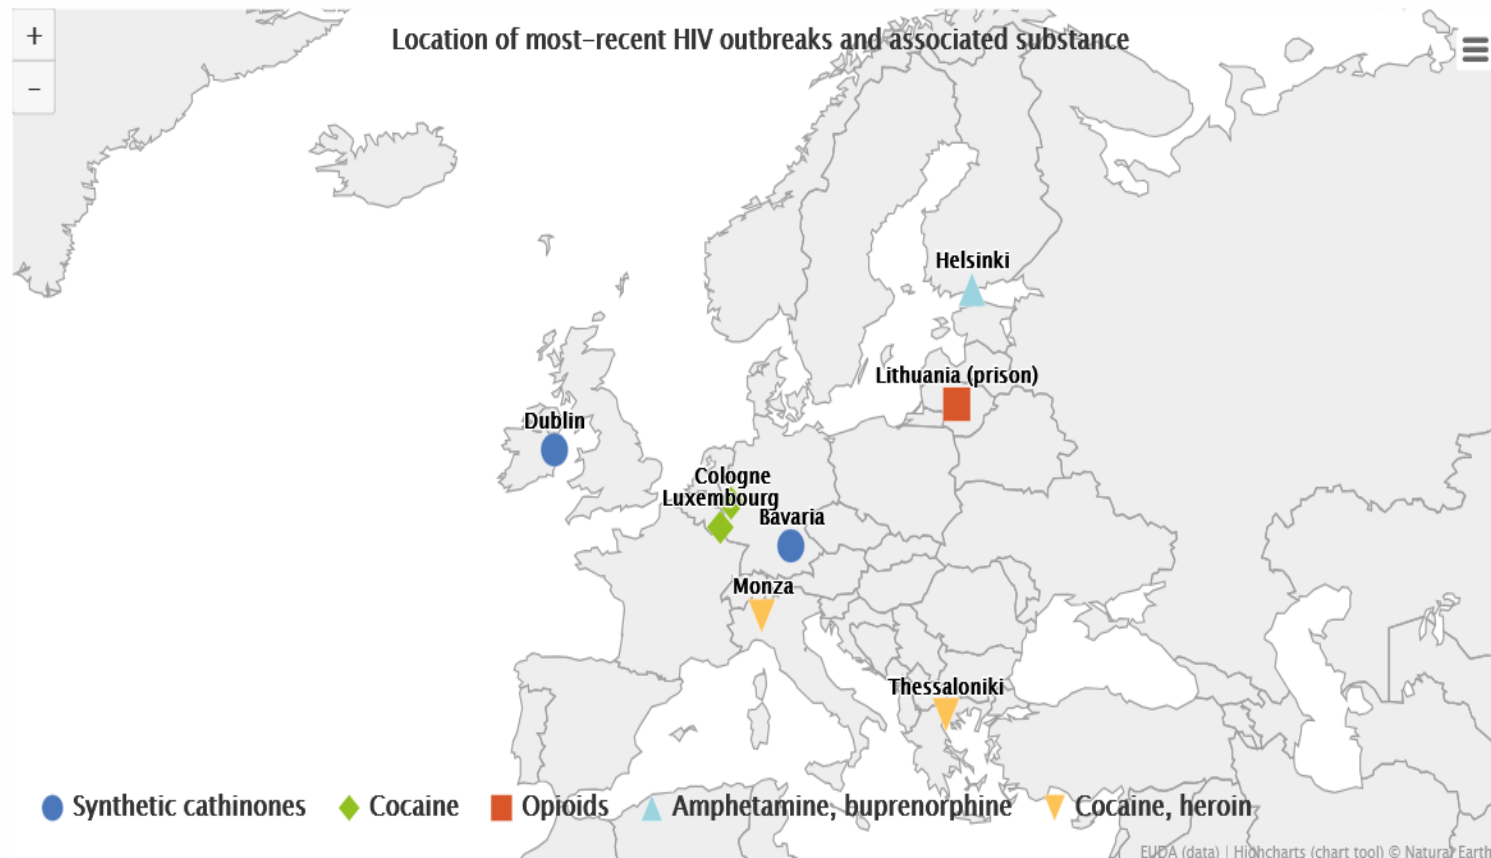 +
Location of most-recent HIV outbreaks and associated substance
-
Helsinki
Lithuania (prison)
Dublin
Cologne
Luxembourg
Bavaria
Monza
Thessaloniki
Synthetic cathinones Cocaine Opioids Amphetamine, buprenorphine Cocaine, heroin
EUDA (data) | Highcharts (chart tool) © Natural Earth